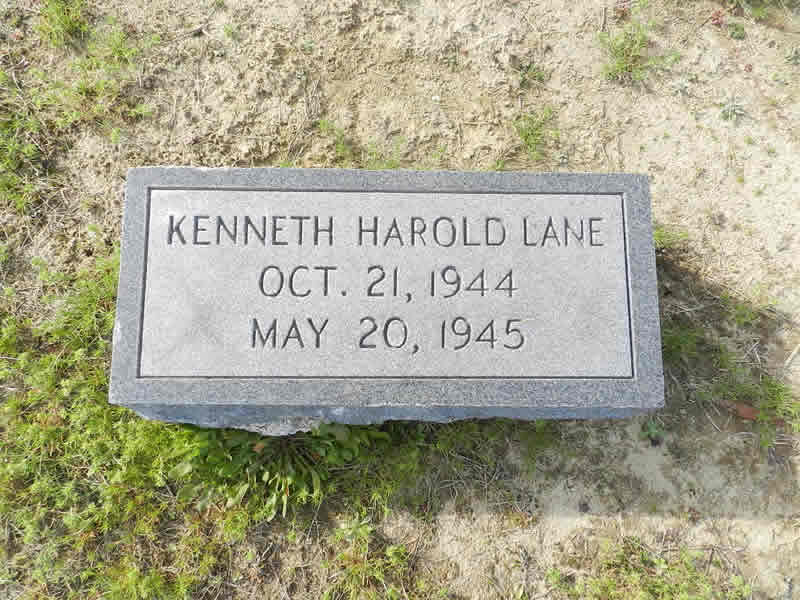 KENNETH HAROLD LANE
OCT. 21, 1944
MAY 20, 1945